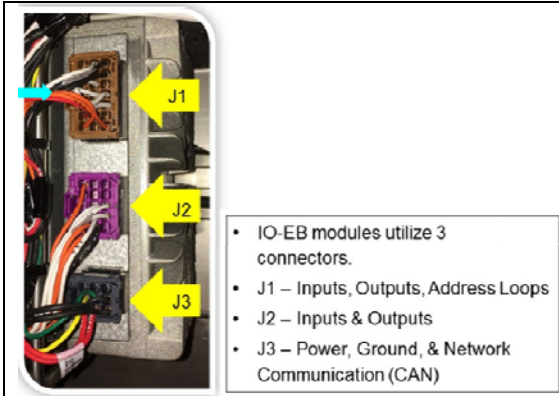 J1
J2
J3
• IO-EB modules utilize 3
connectors.
• J1 – Inputs, Outputs, Address Loops
• J2 – Inputs & Outputs
• J3 – Power, Ground, & Network
Communication (CAN)